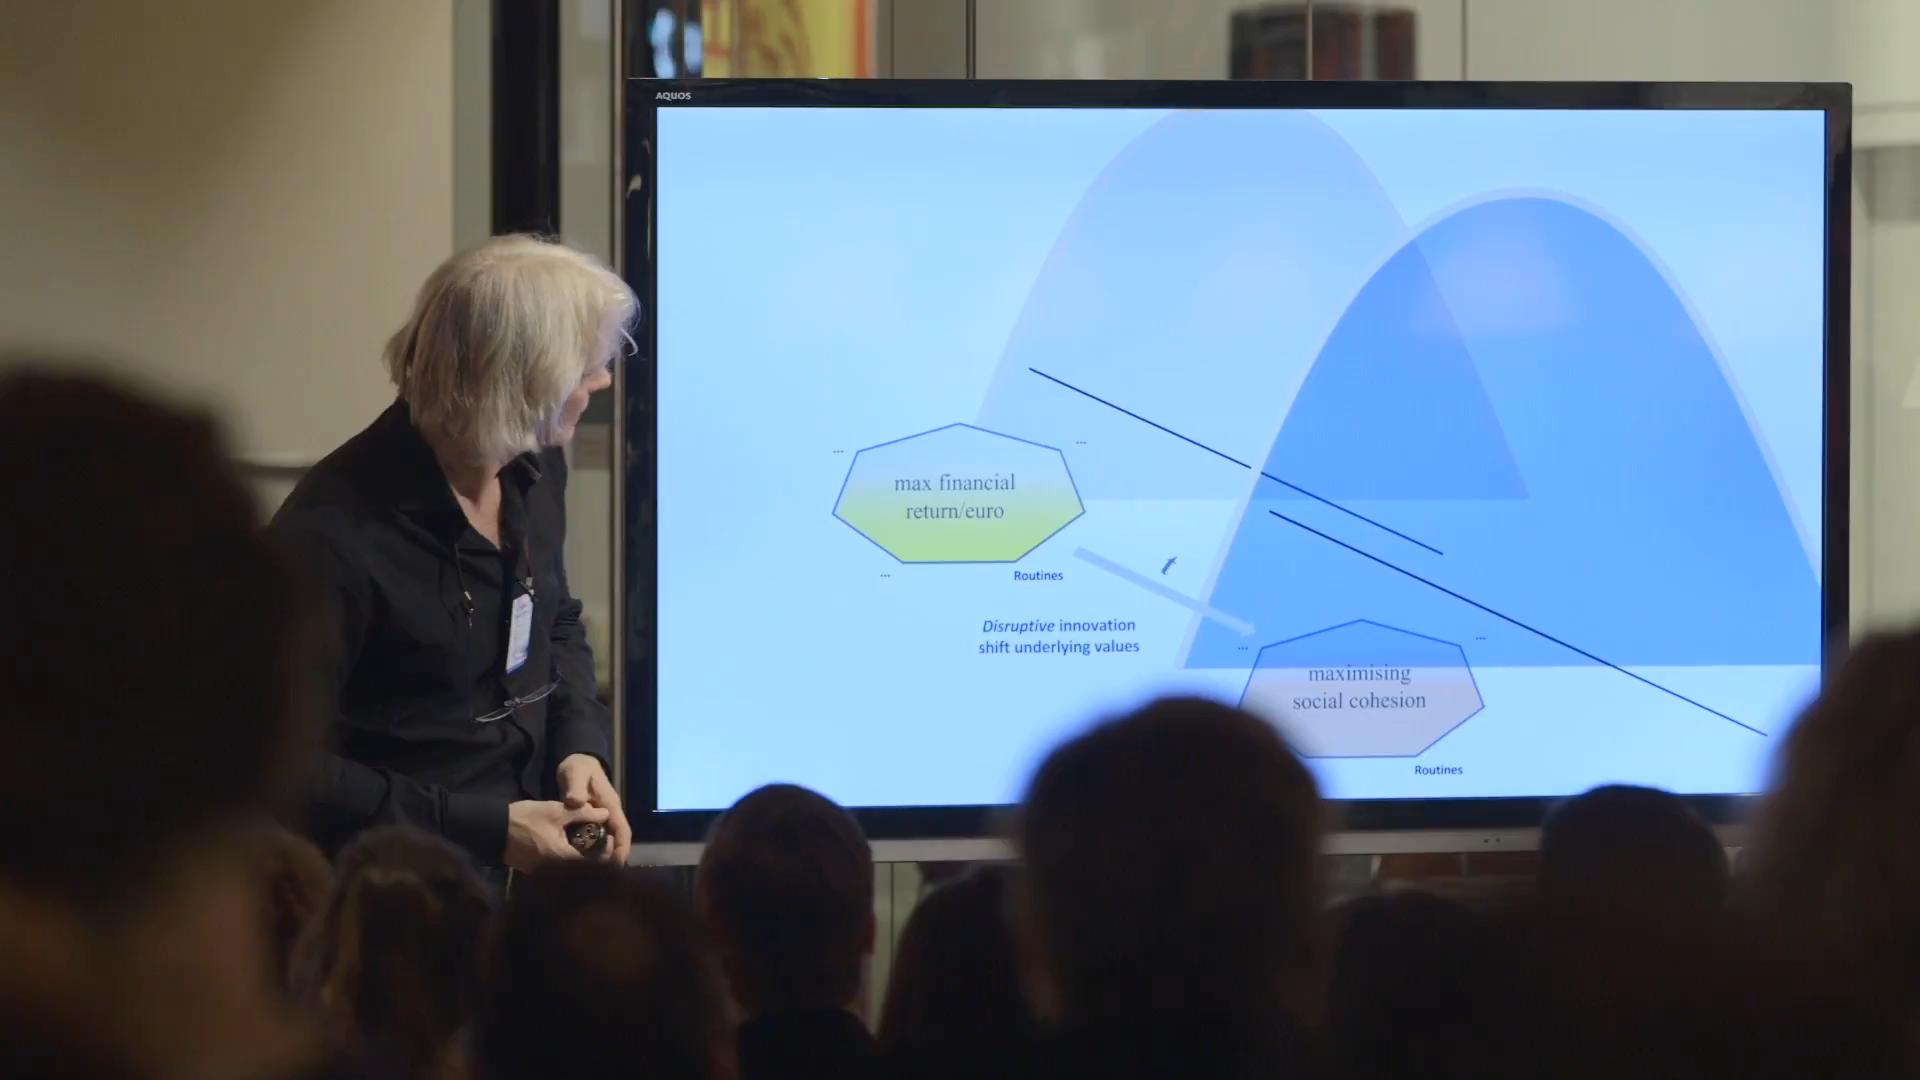 AQUOS
...
...
max financial
return/euro
...
Routines
t
Disruptive innovation
shift underlying values
...
...
maximising
social cohesion
Routines